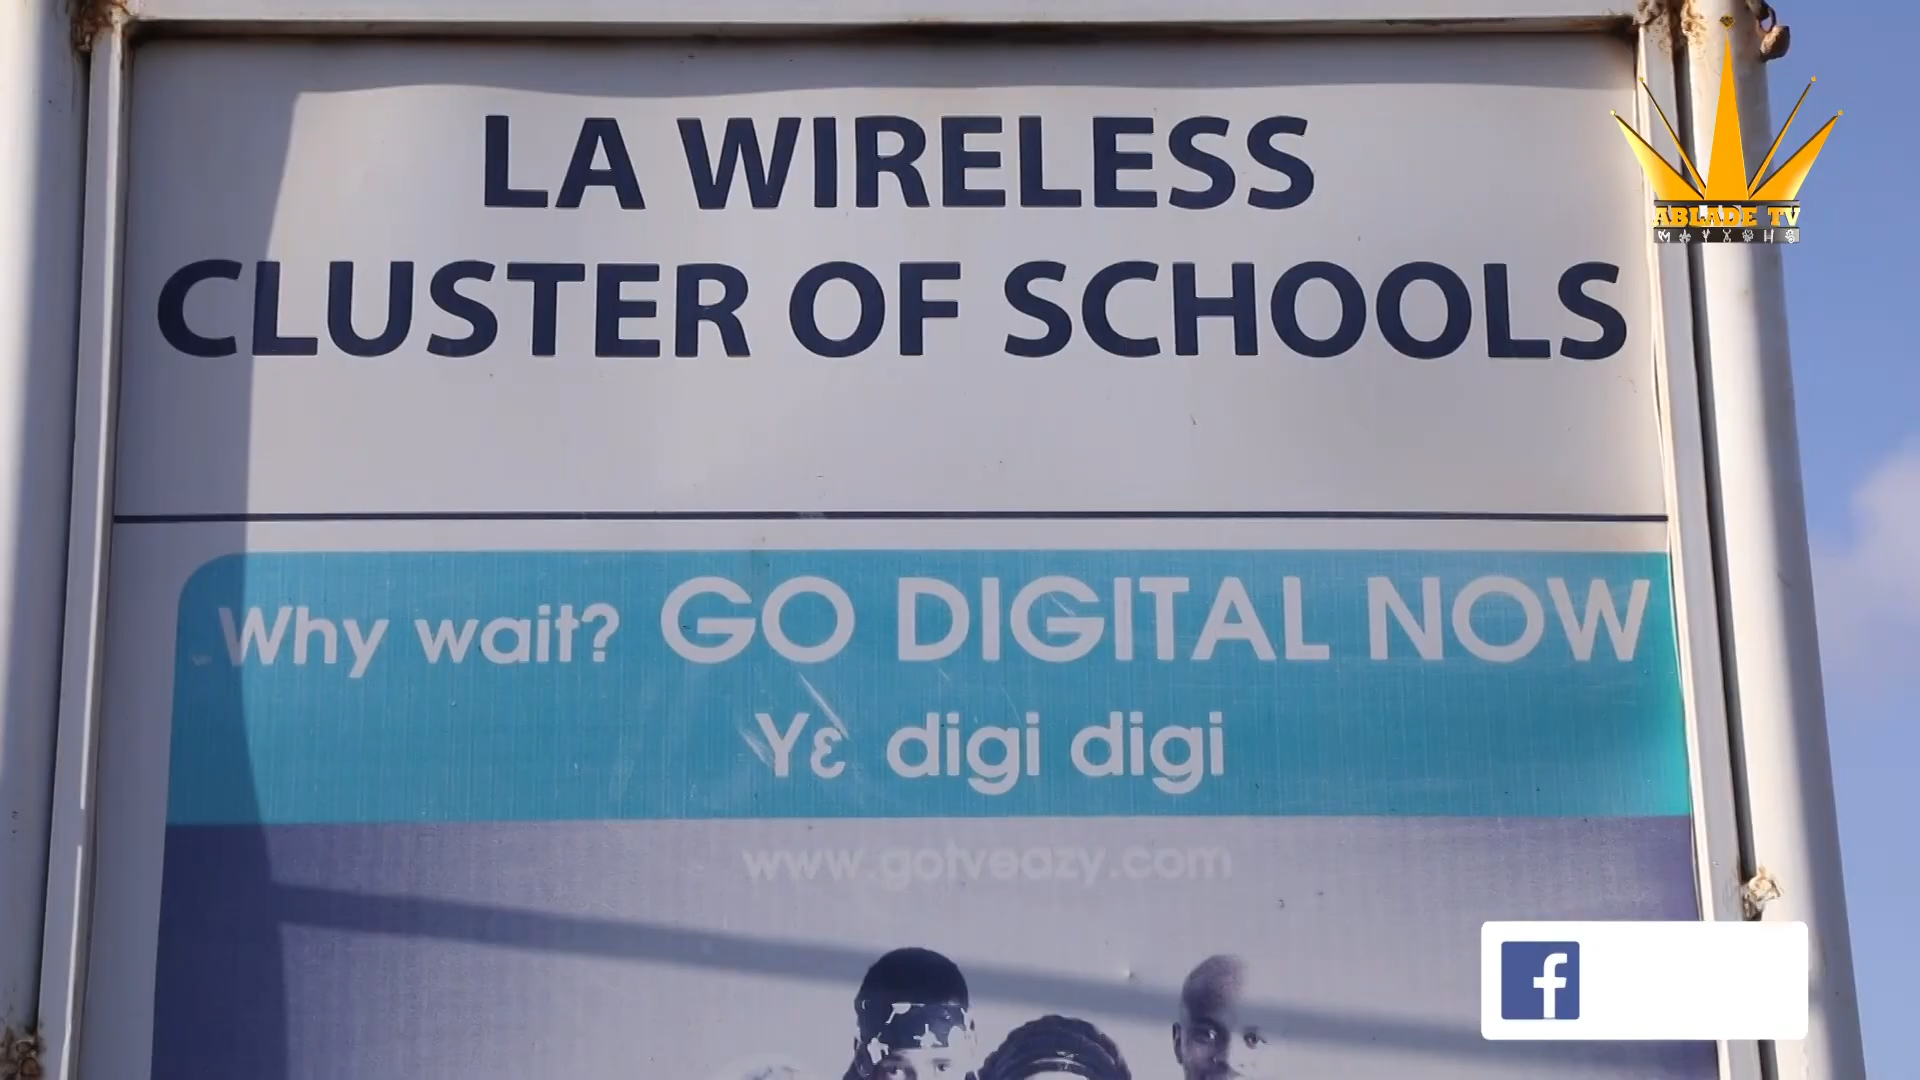 LA WIRELESS
CLUSTER OF SCHOOLS
ABLADE TV
Why wait? GO DIGITAL NOW
Yɛ digi digi
www.gotveazy.com